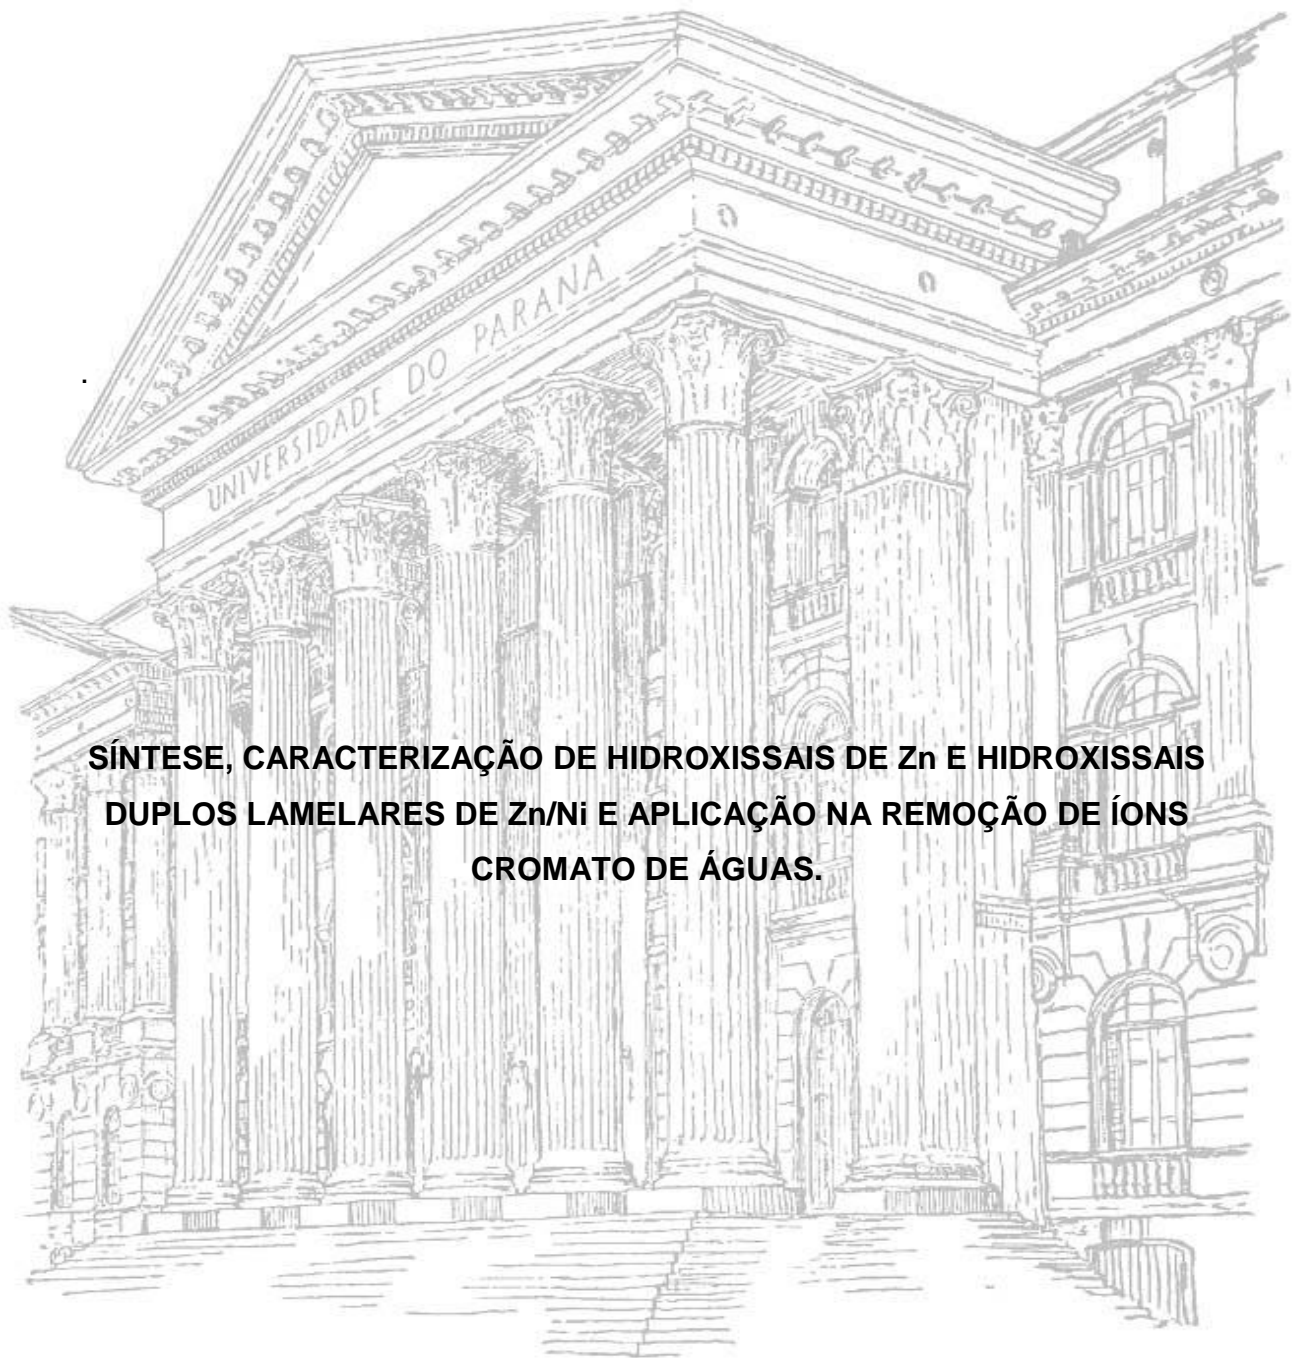 UNIVERSIDADE DO PARANÁ
.
SÍNTESE, CARACTERIZAÇÃO DE HIDROXISSAIS DE Zn E HIDROXISSAIS
DUPLOS LAMELARES DE Zn/Ni E APLICAÇÃO NA REMOÇÃO DE ÍONS
CROMATO DE ÁGUAS.